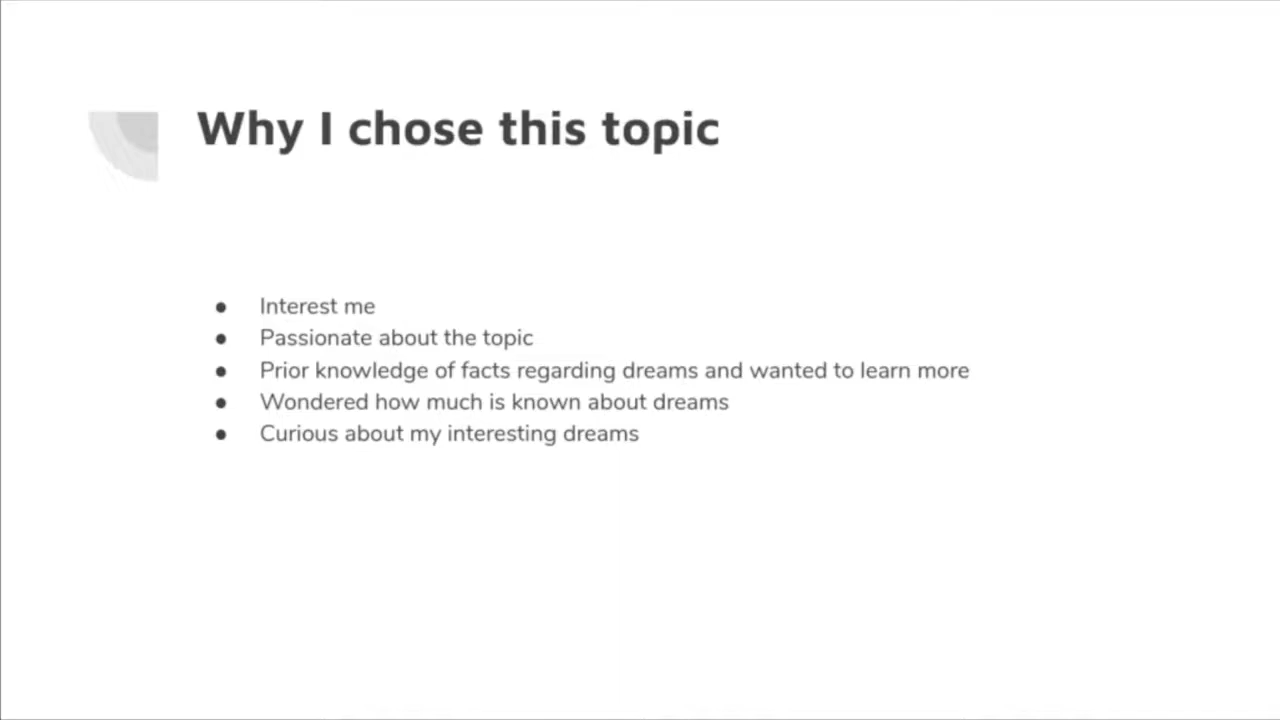 Why I chose this topic
● Interest me
● Passionate about the topic
● Prior knowledge of facts regarding dreams and wanted to learn more
● Wondered how much is known about dreams
● Curious about my interesting dreams